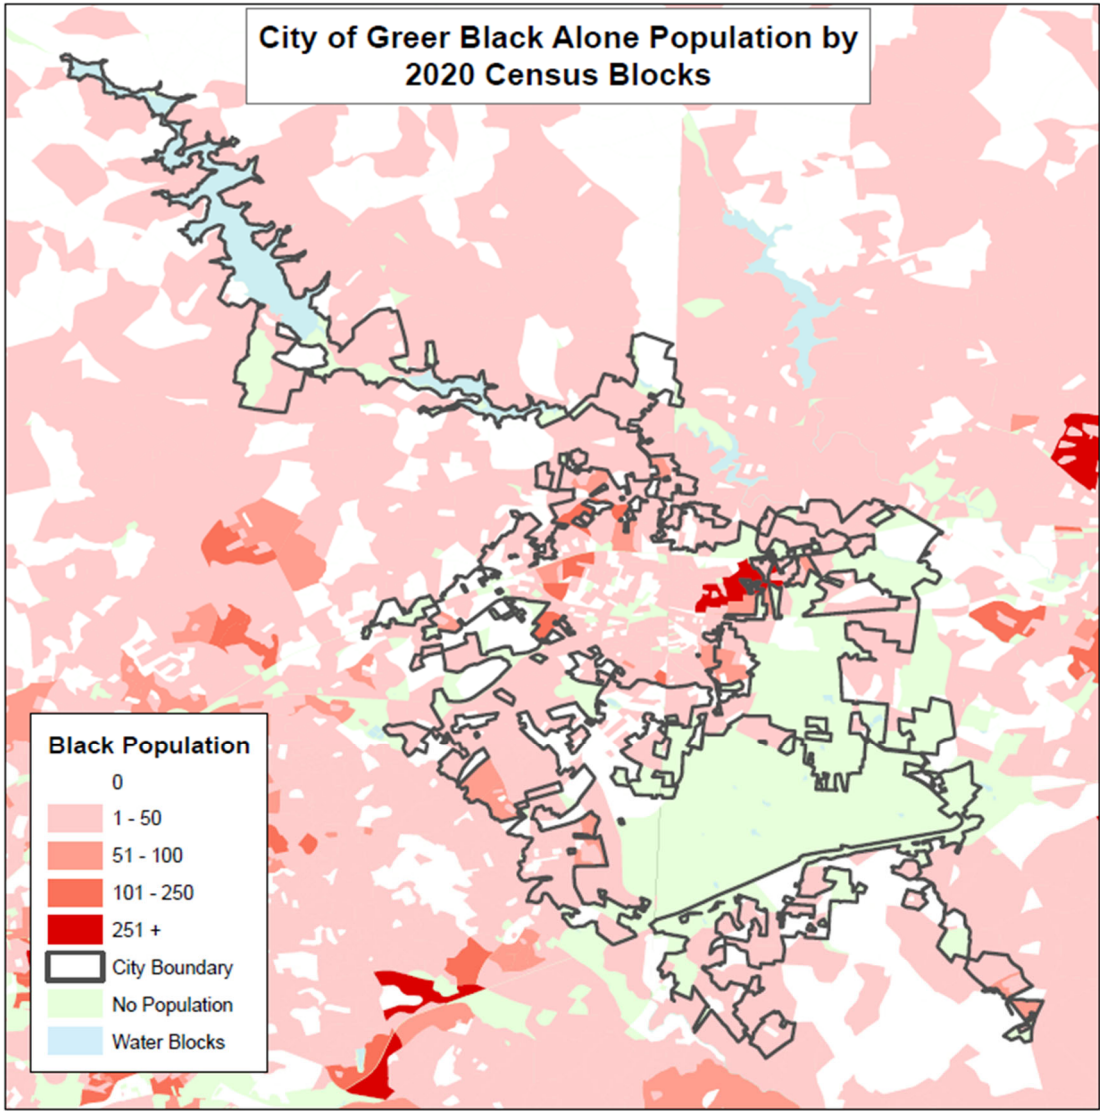 City of Greer Black Alone Population by
2020 Census Blocks
Black Population
0
1 - 50
51 - 100
101 - 250
251 +
City Boundary
No Population
Water Blocks